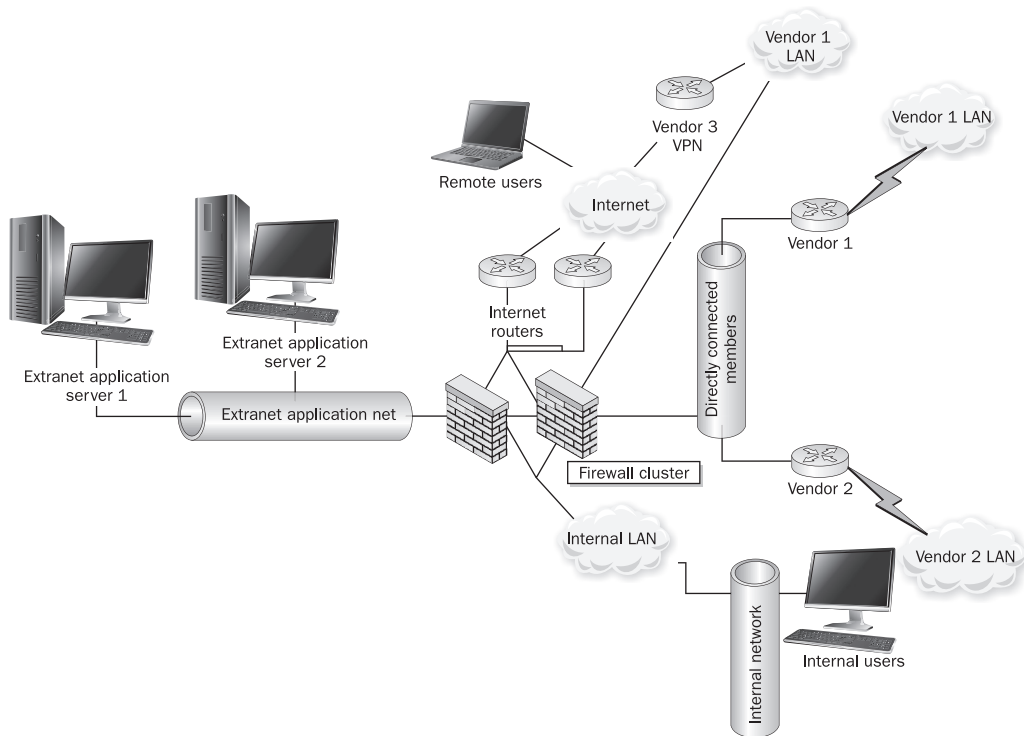 Vendor 1
LAN
Vendor 1 LAN
Vendor 3
VPN
Remote users
Internet
Vendor 1
Internet
routers
Directly connected
members
Extranet application
server 2
Extranet application
server 1
Extranet application net
Firewall cluster
Vendor 2
Internal LAN
Vendor 2 LAN
Internal network
Internal users